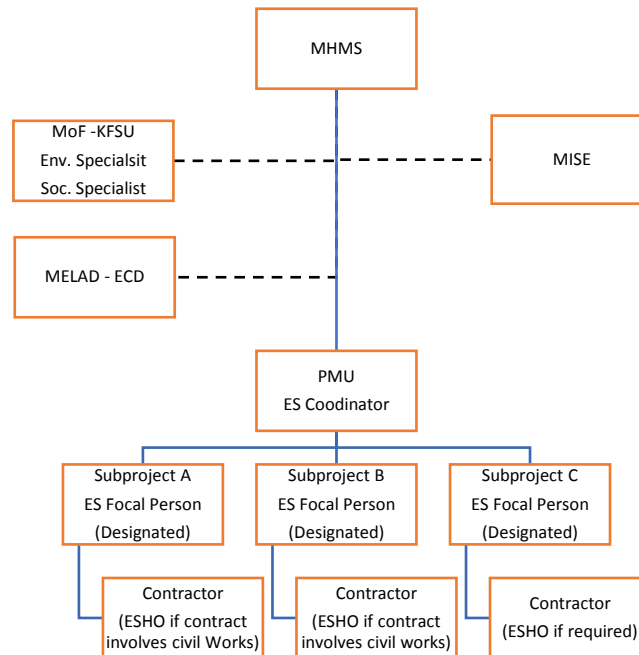 MHMS
MoF -KFSU
Env. Specialsit
Soc. Specialist
MISE
MELAD - ECD
PMU
ES Coodinator
Subproject A
ES Focal Person
(Designated)
Subproject B
ES Focal Person
(Designated)
Subproject C
ES Focal Person
(Designated)
Contractor
(ESHO if contract
involves civil Works)
Contractor
(ESHO if contract
involves civil works)
Contractor
(ESHO if required)